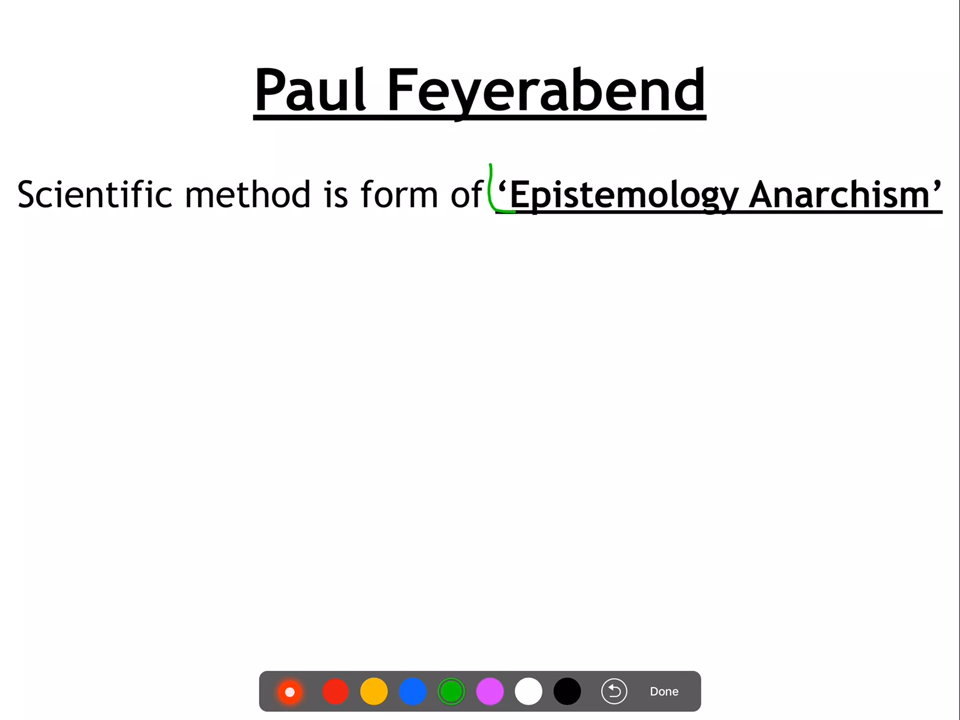 Paul Feyerabend
Scientific method is form of ‘Epistemology Anarchism’
Done